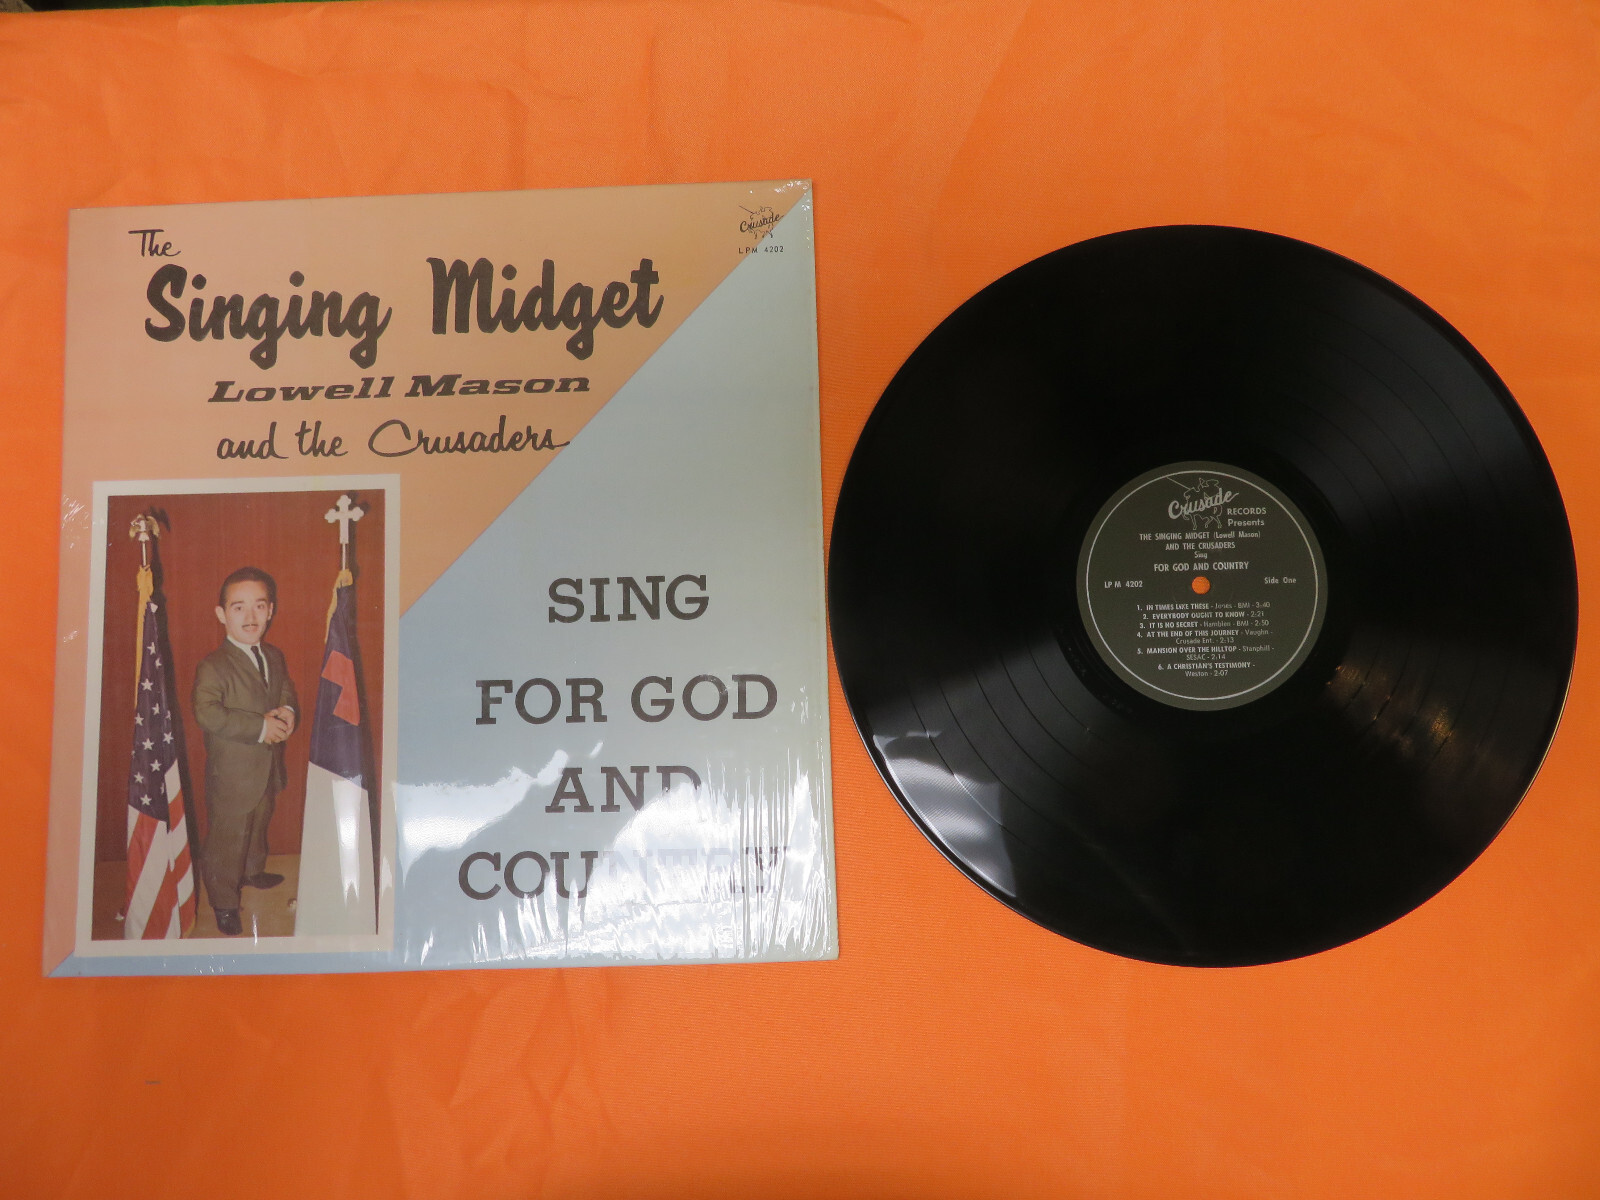 The
Singing Midget
Lowell Mason
and the Crusaders
Crusade
LPM 4202
SING
FOR GOD
AND
COUNTRY
Crusade
RECORDS
Presents
THE SINGING MIDGET (Lowell Mason)
AND THE CRUSADERS
Sing
FOR GOD AND COUNTRY
LP M 4202 Side One
1. IN TIMES LIKE THESE - Jones - BMI - 3:40
2. EVERYBODY OUGHT TO KNOW - 2:21
3. IT IS NO SECRET - Hamblen - BMI - 2:50
4. AT THE END OF THIS JOURNEY - Vaughn -
Crusade Ent. - 2:13
5. MANSION OVER THE HILLTOP - Stanphill -
SESAC - 2:14
6. A CHRISTIAN'S TESTIMONY -
Weston - 2:07